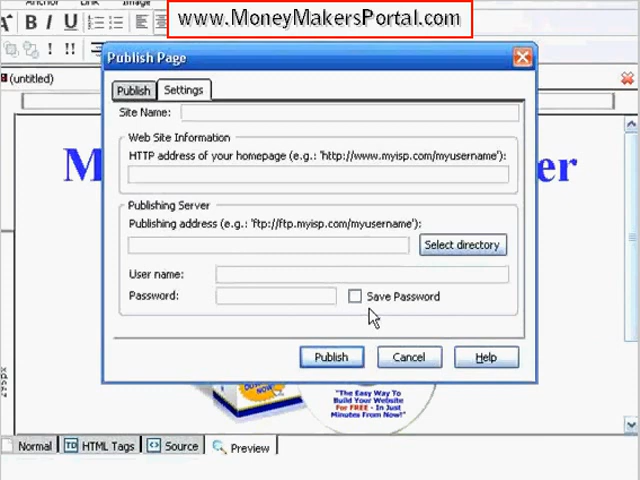 Anchor Link Image
www.MoneyMakersPortal.com
B I U
! !!
(untitled)
Publish Page
Publish Settings
Site Name:
Web Site Information
HTTP address of your homepage (e.g.: 'http://www.myisp.com/myusername'):
M er
Publishing Server
Publishing address (e.g.: 'ftp://ftp.myisp.com/myusername'):
Select directory
User name:
Password: Save Password
Publish Cancel Help
"The Easy Way To
Build Your Website
For FREE - In Just
Minutes From Now!"
Normal TD HTML Tags <> Source Preview